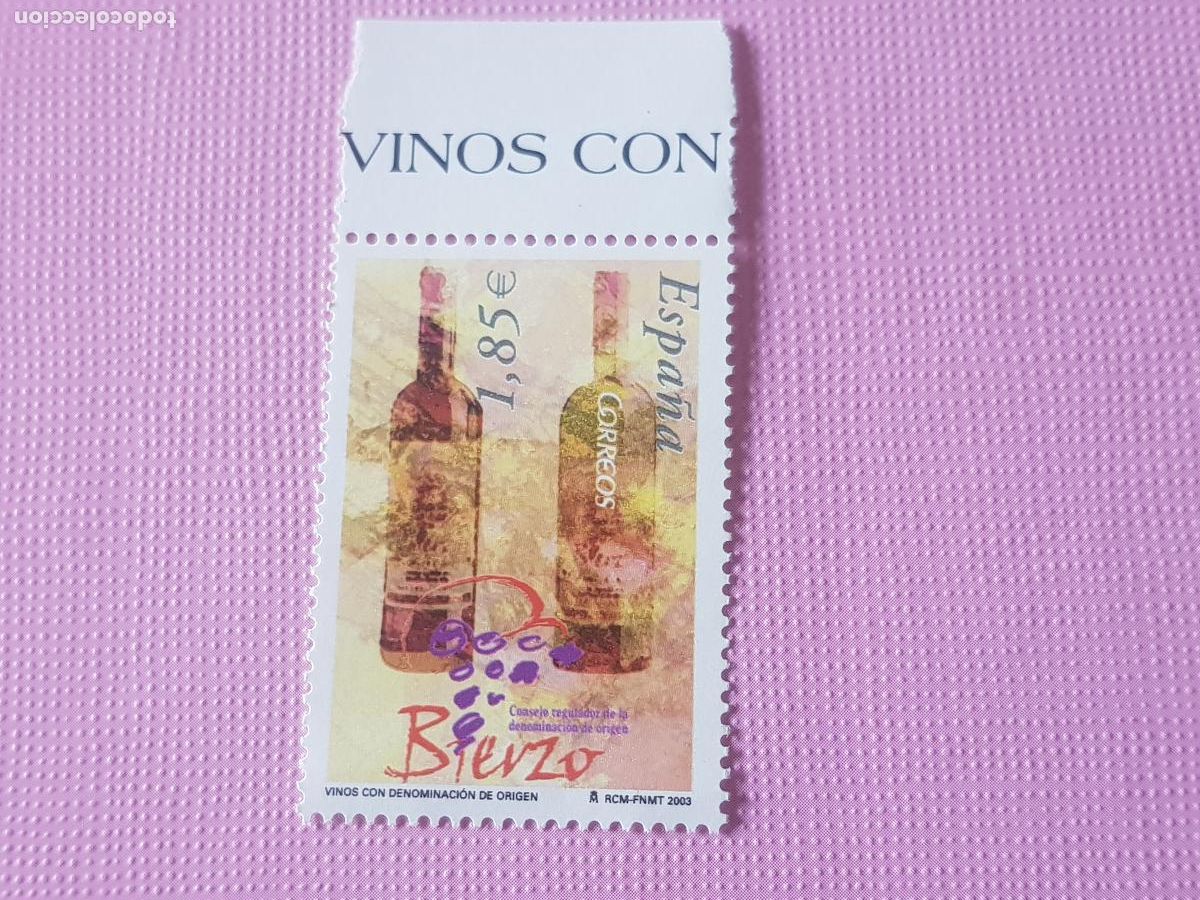 todocoleccion
VINOS CON
España
1,85€
CORREOS
Consejo regulador de la
denominación de origen
Bierzo
VINOS CON DENOMINACIÓN DE ORIGEN
RCM-FNMT 2003